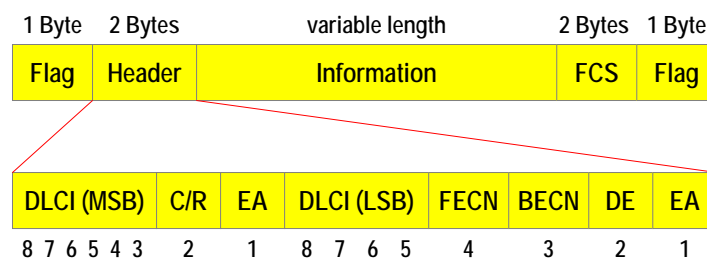 1 Byte 2 Bytes variable length 2 Bytes 1 Byte
Flag Header Information FCS Flag
DLCI (MSB) C/R EA DLCI (LSB) FECN BECN DE EA
8 7 6 5 4 3 2 1 8 7 6 5 4 3 2 1